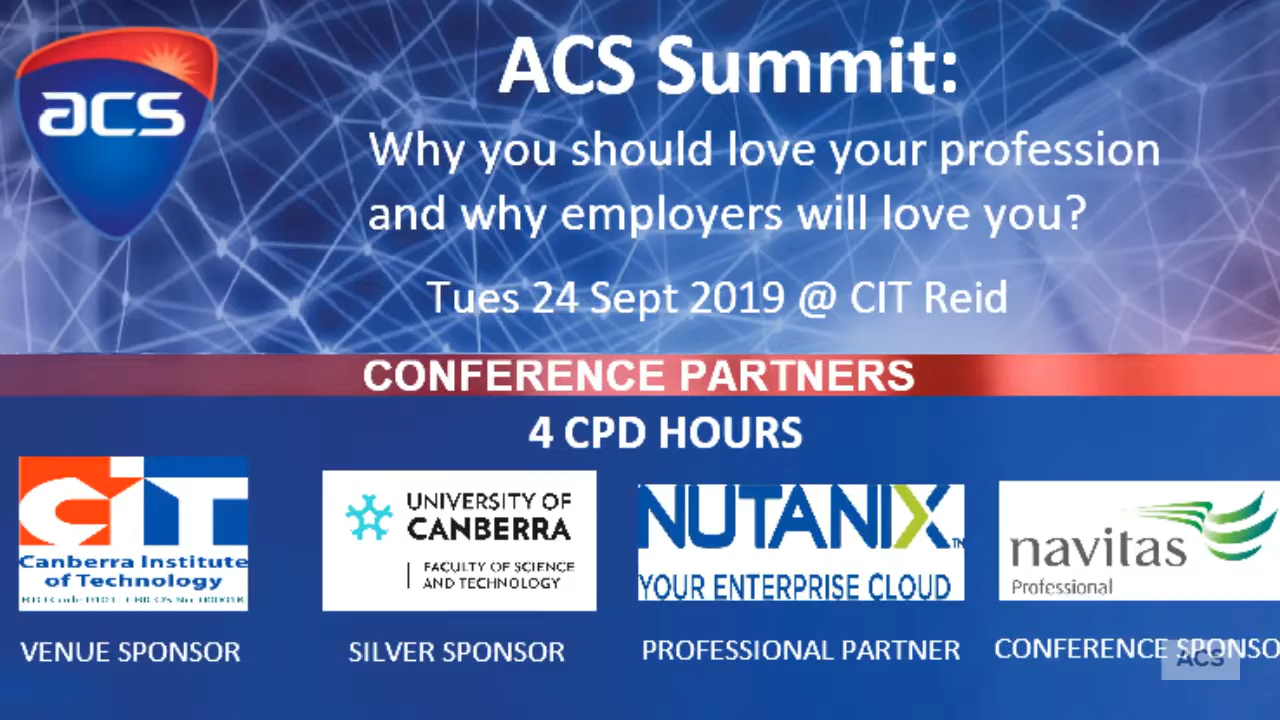 acs
ACS Summit:
Why you should love your profession
and why employers will love you?
Tues 24 Sept 2019 @ CIT Reid
CONFERENCE PARTNERS
4 CPD HOURS
CiT
Canberra Institute
of Technology
UNIVERSITY OF
CANBERRA
FACULTY OF SCIENCE
AND TECHNOLOGY
NUTANIX™
YOUR ENTERPRISE CLOUD
navitas
Professional
VENUE SPONSOR
SILVER SPONSOR
PROFESSIONAL PARTNER
CONFERENCE SPONSO
ACS